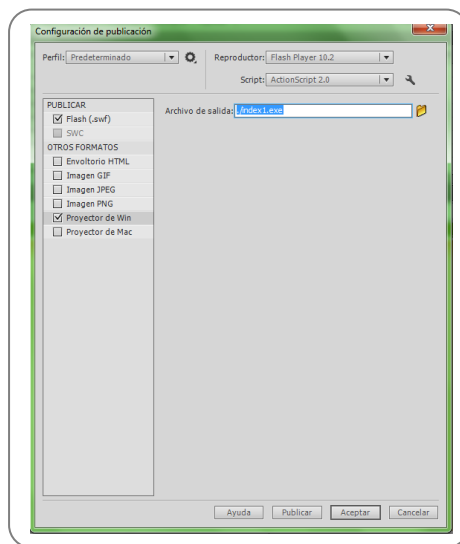 Configuración de publicación
Perfil: Predeterminado
Reproductor: Flash Player 10.2
Script: ActionScript 2.0
PUBLICAR
Flash (.swf)
SWC
OTROS FORMATOS
Envoltorio HTML
Imagen GIF
Imagen JPEG
Imagen PNG
Proyector de Win
Proyector de Mac
Archivo de salida: ./index1.exe
Ayuda Publicar Aceptar Cancelar